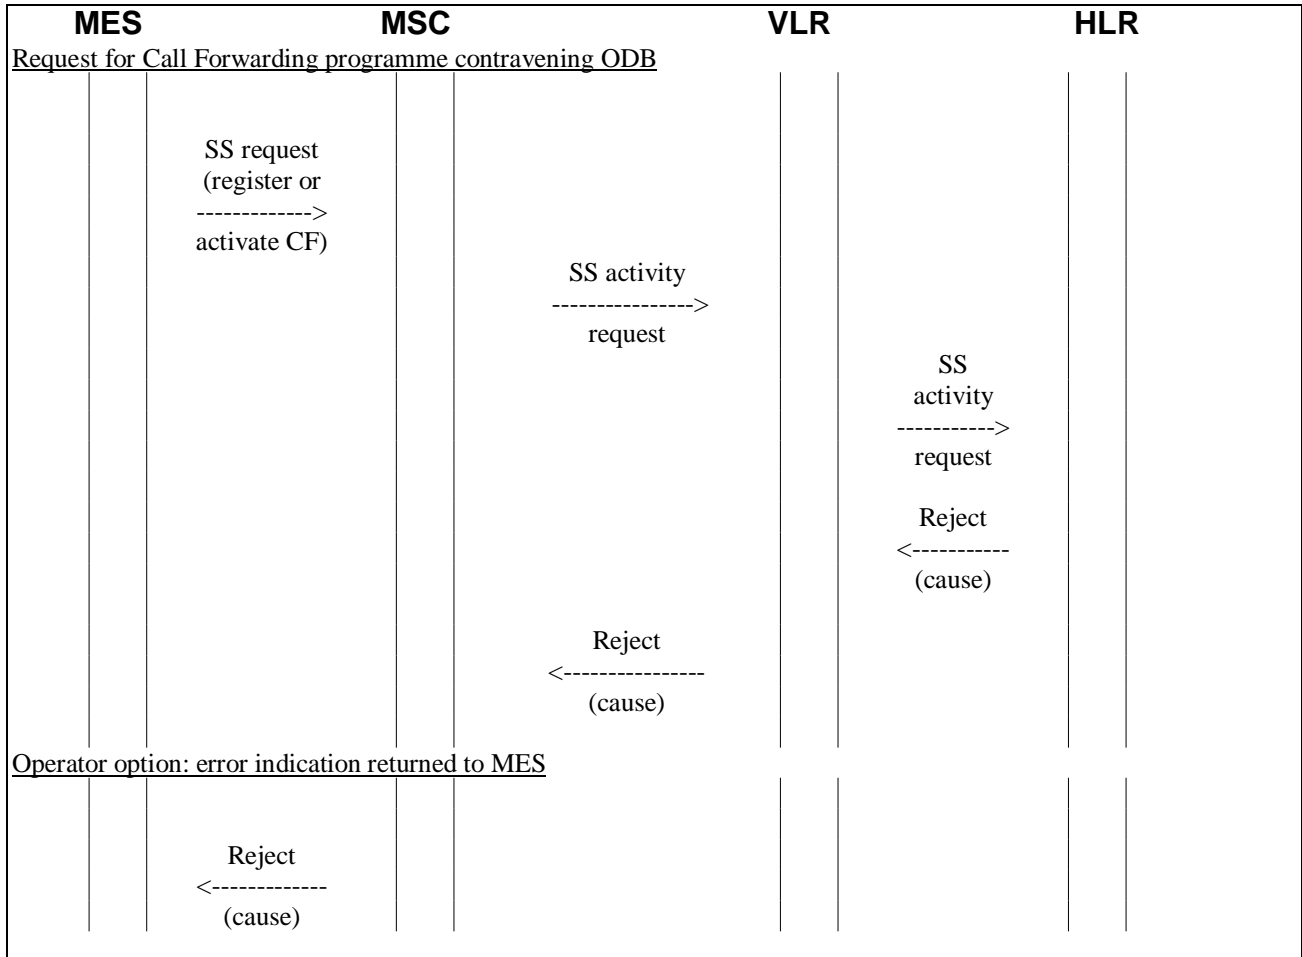 MES MSC VLR HLR
Request for Call Forwarding programme contravening ODB
SS request
(register or
------------->
activate CF)
SS activity
---------------->
request
SS
activity
----------->
request
Reject
<-----------
(cause)
Reject
<----------------
(cause)
Operator option: error indication returned to MES
Reject
<-------------
(cause)